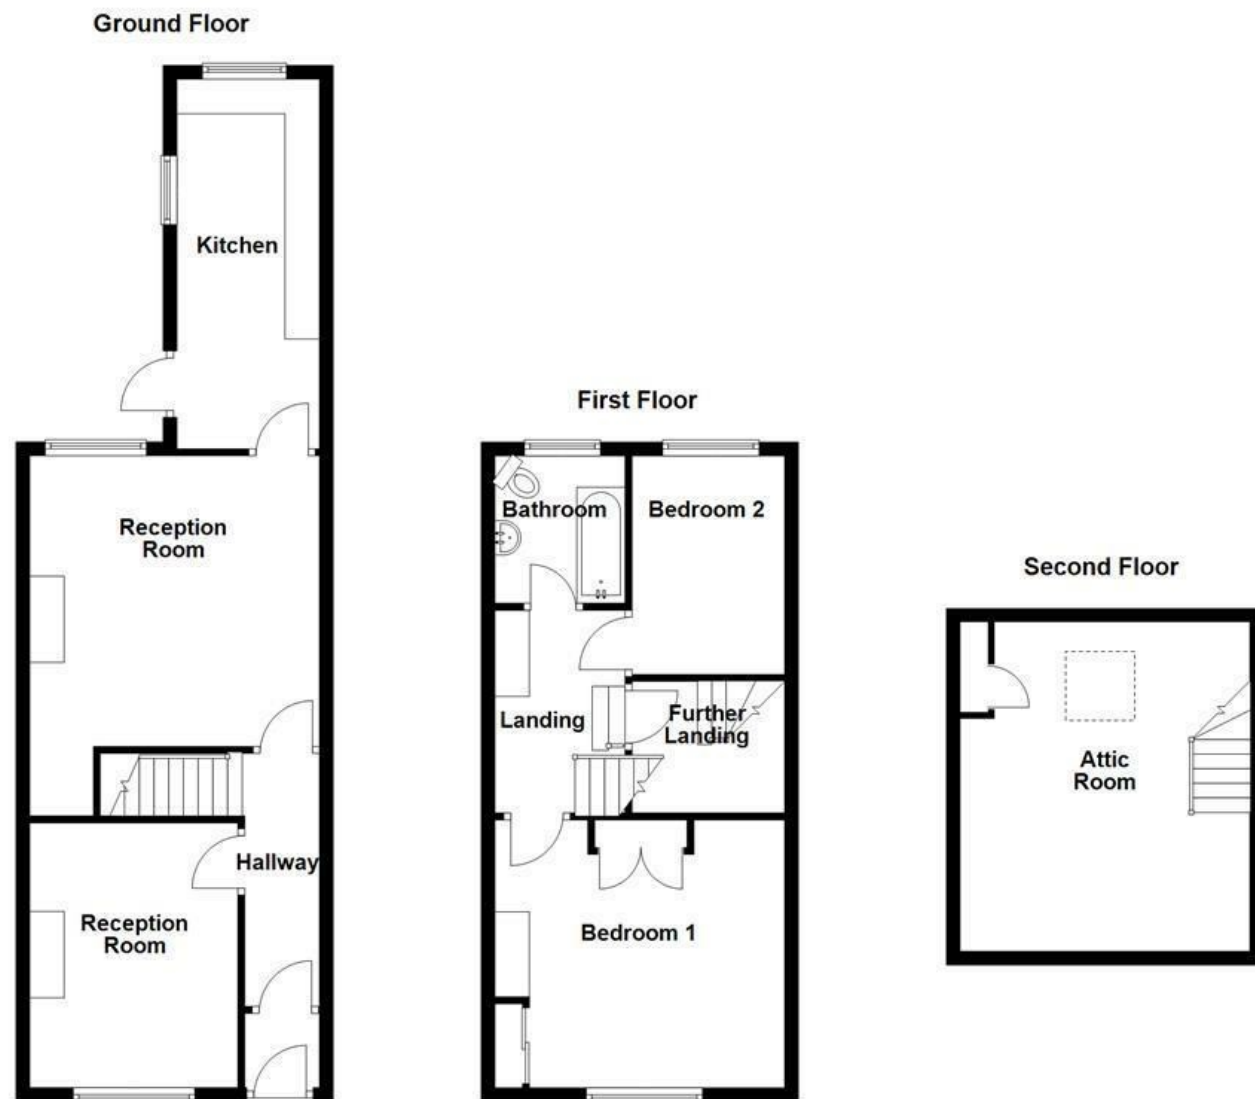 Ground Floor
Kitchen
Reception
Room
Hallway
Reception
Room
First Floor
Bathroom
Bedroom 2
Landing
Further
Landing
Bedroom 1
Second Floor
Attic
Room